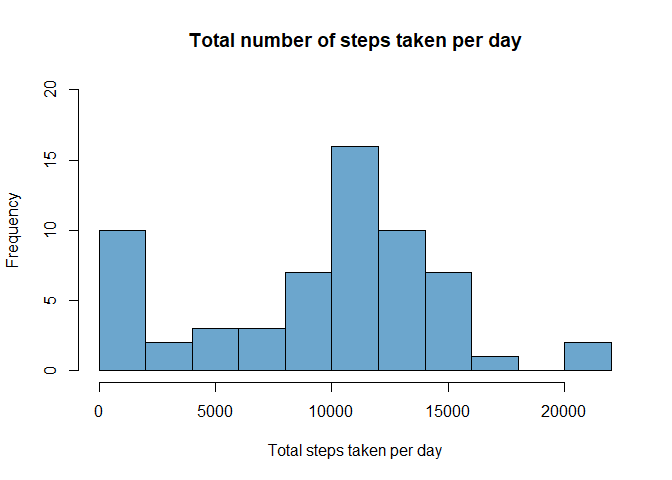 Total number of steps taken per day
20
15
10
5
0
Frequency
0 5000 10000 15000 20000
Total steps taken per day